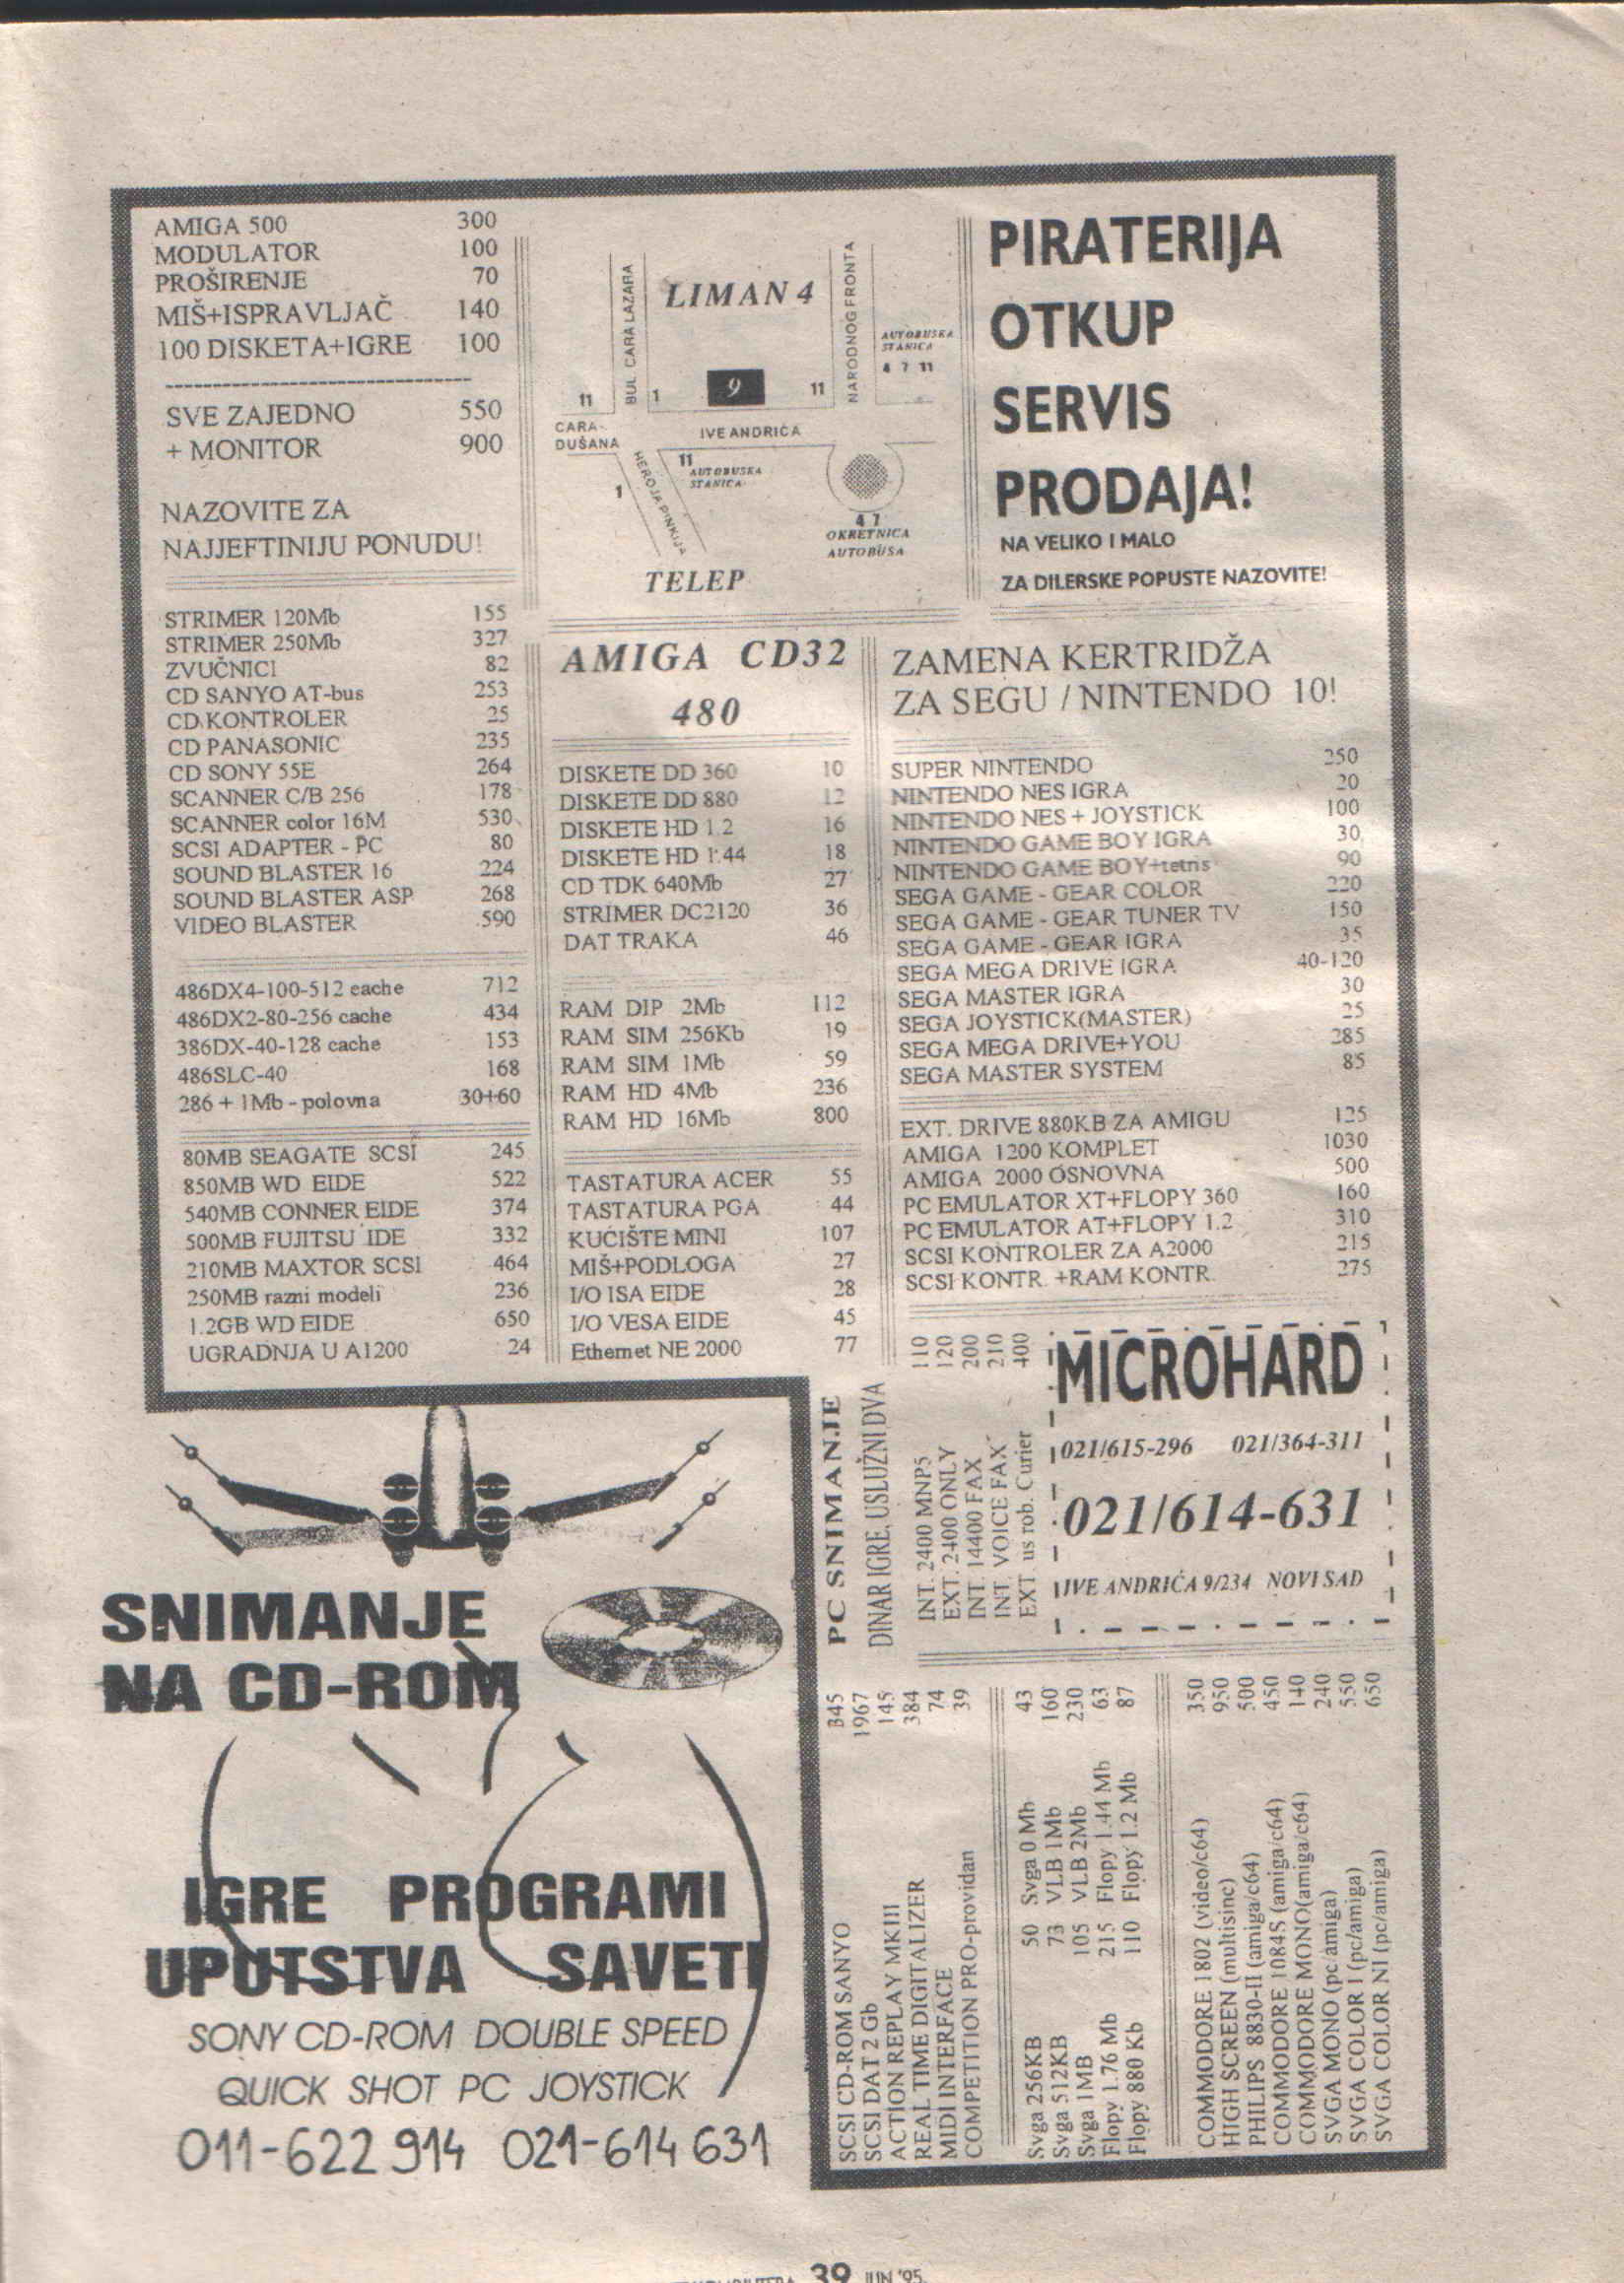 AMIGA 500 300
MODULATOR 100
PROŠIRENJE 70
MIŠ+ISPRAVLJAČ 140
100 DISKETA+IGRE 100
SVE ZAJEDNO 550
+ MONITOR 900
NAZOVITE ZA
NAJJEFTINIJU PONUDU!
STRIMER 120Mb 155
STRIMER 250Mb 327
ZVUČNICI 82
CD SANYO AT-bus 253
CD KONTROLER 25
CD PANASONIC 235
CD SONY 55E 264
SCANNER C/B 256 178
SCANNER color 16M 530
SCSI ADAPTER - PC 80
SOUND BLASTER 16 224
SOUND BLASTER ASP 268
VIDEO BLASTER 590
486DX4-100-512 cache 712
486DX2-80-256 cache 434
386DX-40-128 cache 153
486SLC-40 168
286 + 1Mb - polovna 30+60
80MB SEAGATE SCSI 245
850MB WD EIDE 522
540MB CONNER EIDE 374
500MB FUJITSU IDE 332
210MB MAXTOR SCSI 464
250MB razni modeli 236
1.2GB WD EIDE 650
UGRADNJA U A1200 24
BUL. CARA LAZARA
LIMAN 4
NARODNOG FRONTA
AUTOBUSKA
STANICA
4 7 11
9
11
1
11
CARA
DUŠANA
IVE ANDRIĆA
HEROJA PINKIJA
11
AUTOBUSKA
STANICA
1
4 7
OKRETNICA
AUTOBUSA
TELEP
PIRATERIJA
OTKUP
SERVIS
PRODAJA!
NA VELIKO I MALO
ZA DILERSKE POPUSTE NAZOVITE!
AMIGA CD32
480
DISKETE DD 360 10
DISKETE DD 880 12
DISKETE HD 1.2 16
DISKETE HD 1.44 18
CD TDK 640Mb 27
STRIMER DC2120 36
DAT TRAKA 46
RAM DIP 2Mb 112
RAM SIM 256Kb 19
RAM SIM 1Mb 59
RAM HD 4Mb 236
RAM HD 16Mb 800
TASTATURA ACER 55
TASTATURA PGA 44
KUĆIŠTE MINI 107
MIŠ+PODLOGA 27
I/O ISA EIDE 28
I/O VESA EIDE 45
Ethernet NE 2000 77
ZAMENA KERTRIDŽA
ZA SEGU / NINTENDO 10!
SUPER NINTENDO 250
NINTENDO NES IGRA 20
NINTENDO NES + JOYSTICK 100
NINTENDO GAME BOY IGRA 30
NINTENDO GAME BOY+tetris 90
SEGA GAME - GEAR COLOR 220
SEGA GAME - GEAR TUNER TV 150
SEGA GAME - GEAR IGRA 35
SEGA MEGA DRIVE IGRA 40-120
SEGA MASTER IGRA 30
SEGA JOYSTICK(MASTER) 25
SEGA MEGA DRIVE+YOU 285
SEGA MASTER SYSTEM 85
EXT. DRIVE 880KB ZA AMIGU 125
AMIGA 1200 KOMPLET 1030
AMIGA 2000 OSNOVNA 500
PC EMULATOR XT+FLOPY 360 160
PC EMULATOR AT+FLOPY 1.2 310
SCSI KONTROLER ZA A2000 215
SCSI KONTR. +RAM KONTR. 275
PC SNIMANJE
DINAR IGRE, USLUŽNI DVA
INT. 2400 MNP5 110
EXT. 2400 ONLY 120
INT. 14400 FAX 200
INT. VOICE FAX 210
EXT us rob. Curier 400
MICROHARD
021/615-296 021/364-311
021/614-631
IVE ANDRIĆA 9/234 NOVI SAD
SCSI CD-ROM SANYO 345
SCSI DAT 2 Gb 1967
ACTION REPLAY MKIII 145
REAL TIME DIGITALIZER 384
MIDI INTERFACE 74
COMPETITION PRO-providan 39
Svga 256KB 50 Svga 0 Mb 43
Svga 512KB 73 VLB 1Mb 160
Svga 1MB 105 VLB 2Mb 230
Flopy 1.76 Mb 215 Flopy 1.44 Mb 63
Flopy 880 Kb 110 Flopy 1.2 Mb 87
COMMODORE 1802 (video/c64) 350
HIGH SCREEN (multisinc) 950
PHILIPS 8830-II (amiga/c64) 500
COMMODORE 1084S (amiga/c64) 450
COMMODORE MONO(amiga/c64) 140
SVGA MONO (pc/amiga) 240
SVGA COLOR I (pc/amiga) 550
SVGA COLOR NI (pc/amiga) 650
SNIMANJE
NA CD-ROM
IGRE PROGRAMI
UPUTSTVA SAVETI
SONY CD-ROM DOUBLE SPEED
QUICK SHOT PC JOYSTICK
011-622 914 021-614 631
39 JUN '95.